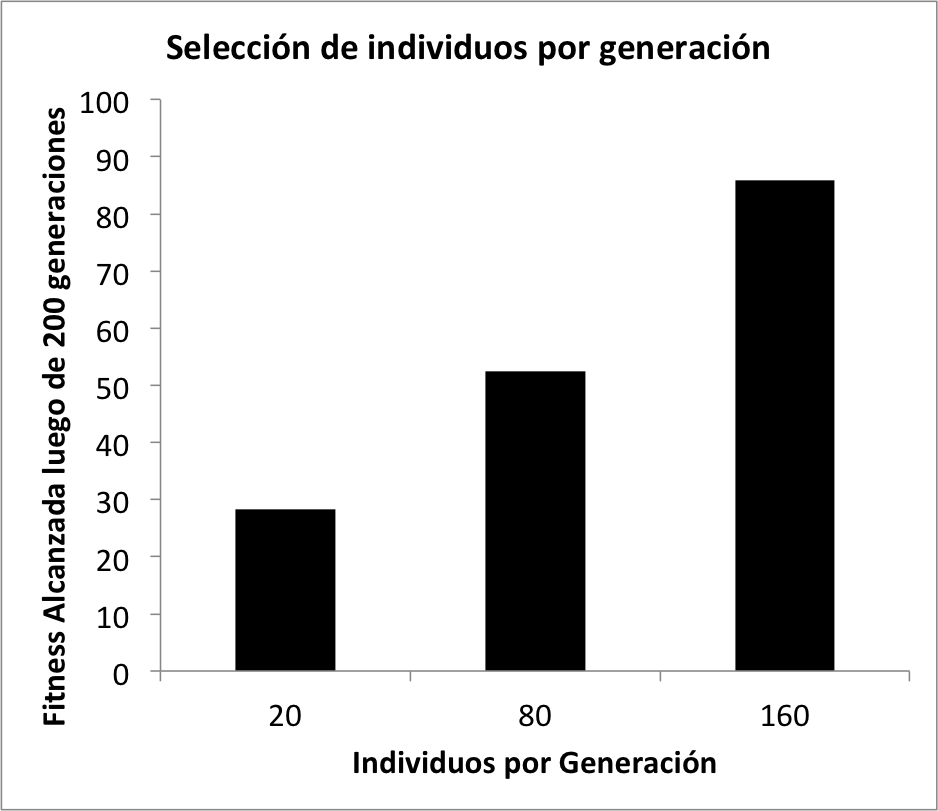 Selección de individuos por generación
Fitness Alcanzada luego de 200 generaciones
100
90
80
70
60
50
40
30
20
10
0
20 80 160
Individuos por Generación